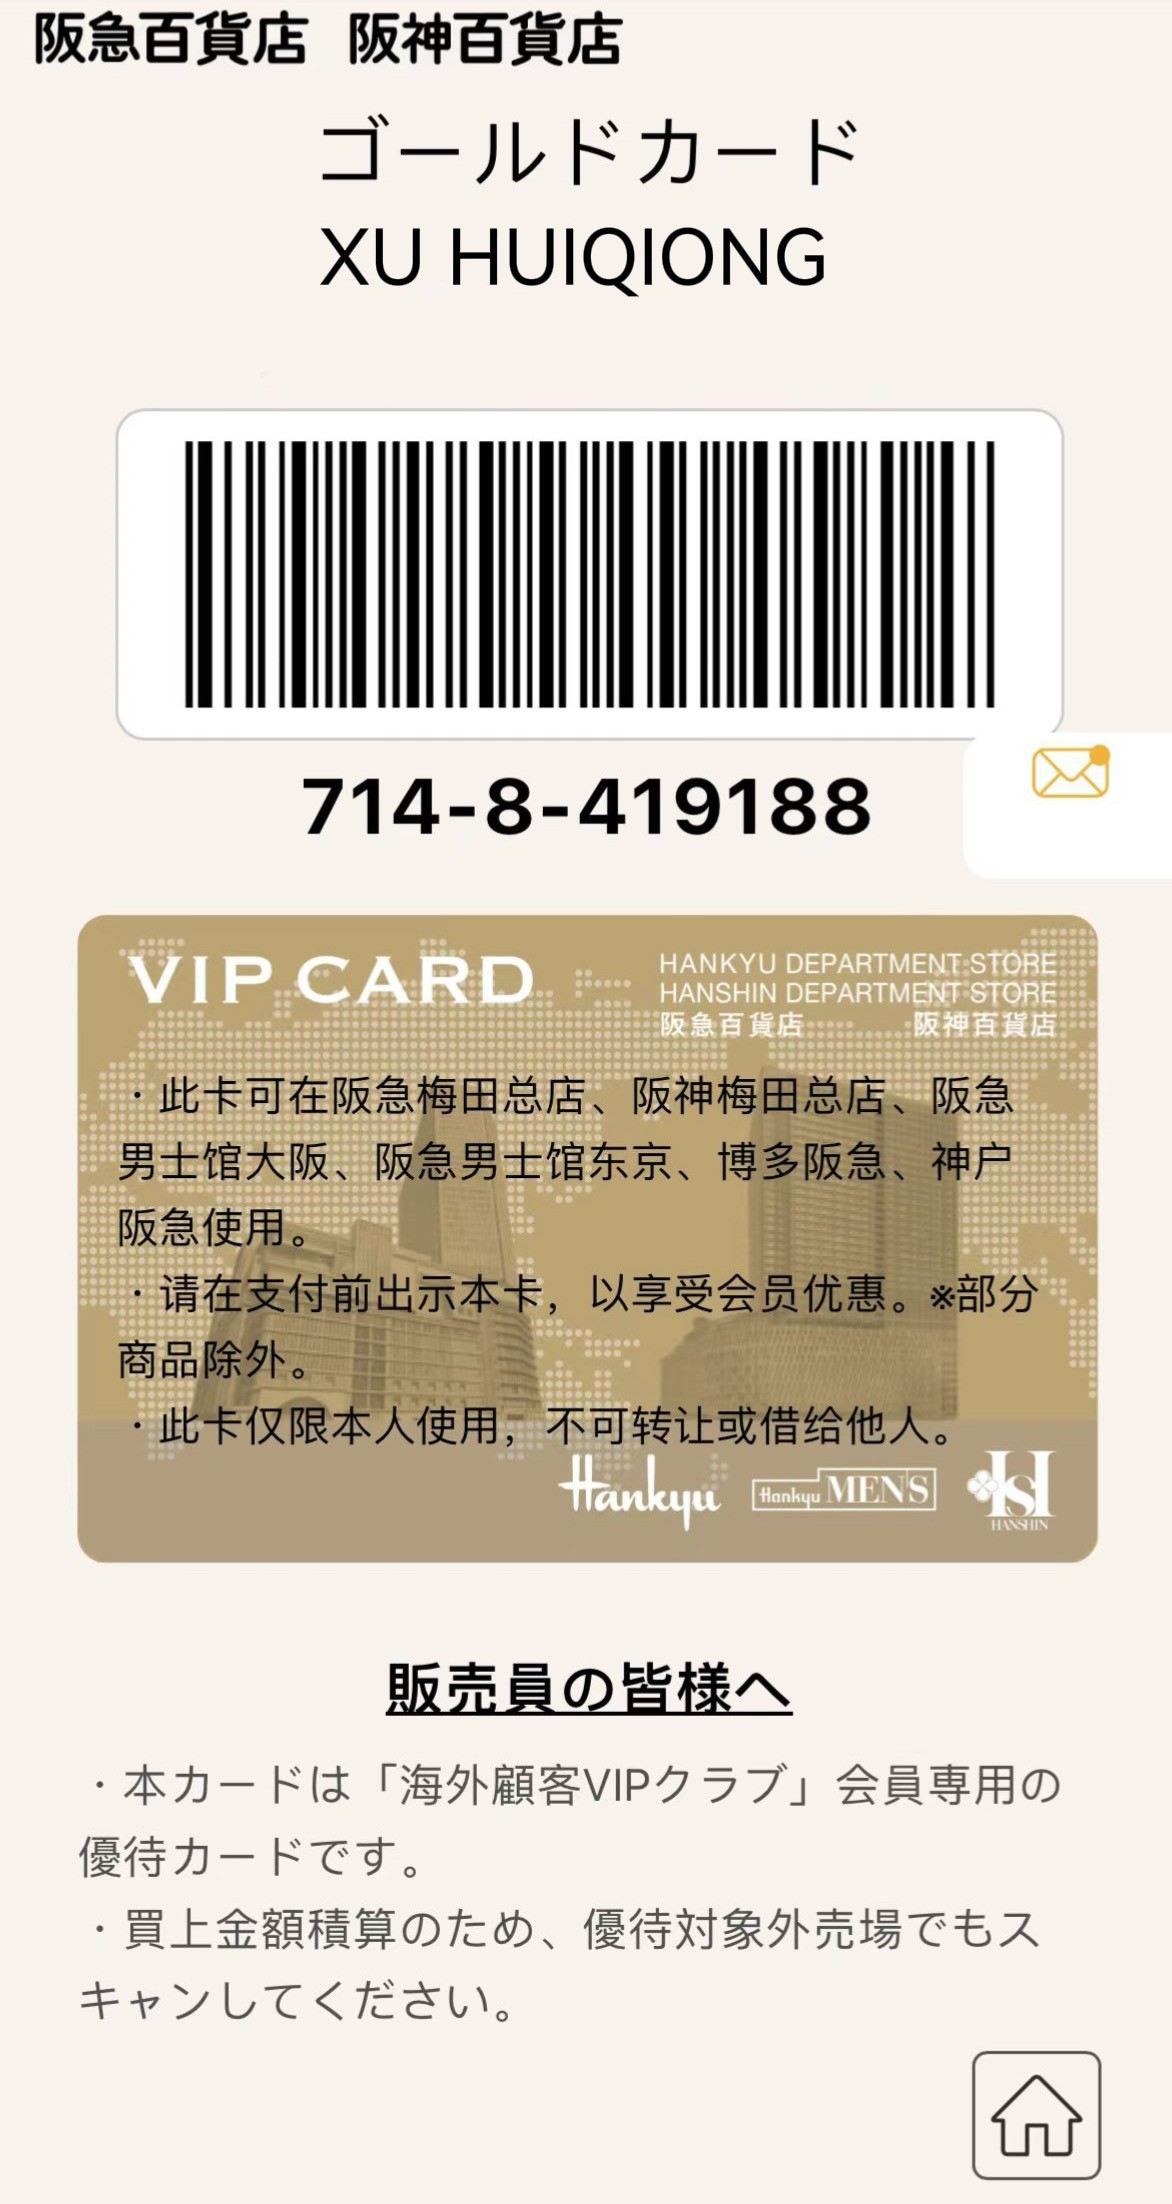 阪急百貨店 阪神百貨店
ゴールドカード
XU HUIQIONG
714-8-419188
VIP CARD
HANKYU DEPARTMENT STORE
HANSHIN DEPARTMENT STORE
阪急百貨店 阪神百貨店
・此卡可在阪急梅田总店、阪神梅田总店、阪急
男士馆大阪、阪急男士馆东京、博多阪急、神户
阪急使用。
・请在支付前出示本卡，以享受会员优惠。※部分
商品除外。
・此卡仅限本人使用，不可转让或借给他人。
Hankyu Hankyu MEN'S HSI HANSHIN
販売員の皆様へ
・本カードは「海外顧客VIPクラブ」会員専用の
優待カードです。
・買上金額積算のため、優待対象外売場でもス
キャンしてください。